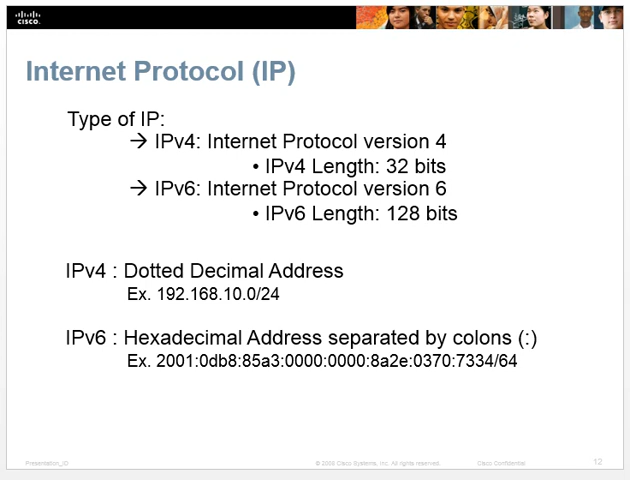 CISCO
Internet Protocol (IP)
Type of IP:
→ IPv4: Internet Protocol version 4
• IPv4 Length: 32 bits
→ IPv6: Internet Protocol version 6
• IPv6 Length: 128 bits
IPv4 : Dotted Decimal Address
Ex. 192.168.10.0/24
IPv6 : Hexadecimal Address separated by colons (:)
Ex. 2001:0db8:85a3:0000:0000:8a2e:0370:7334/64
Presentation_ID © 2008 Cisco Systems, Inc. All rights reserved. Cisco Confidential 12